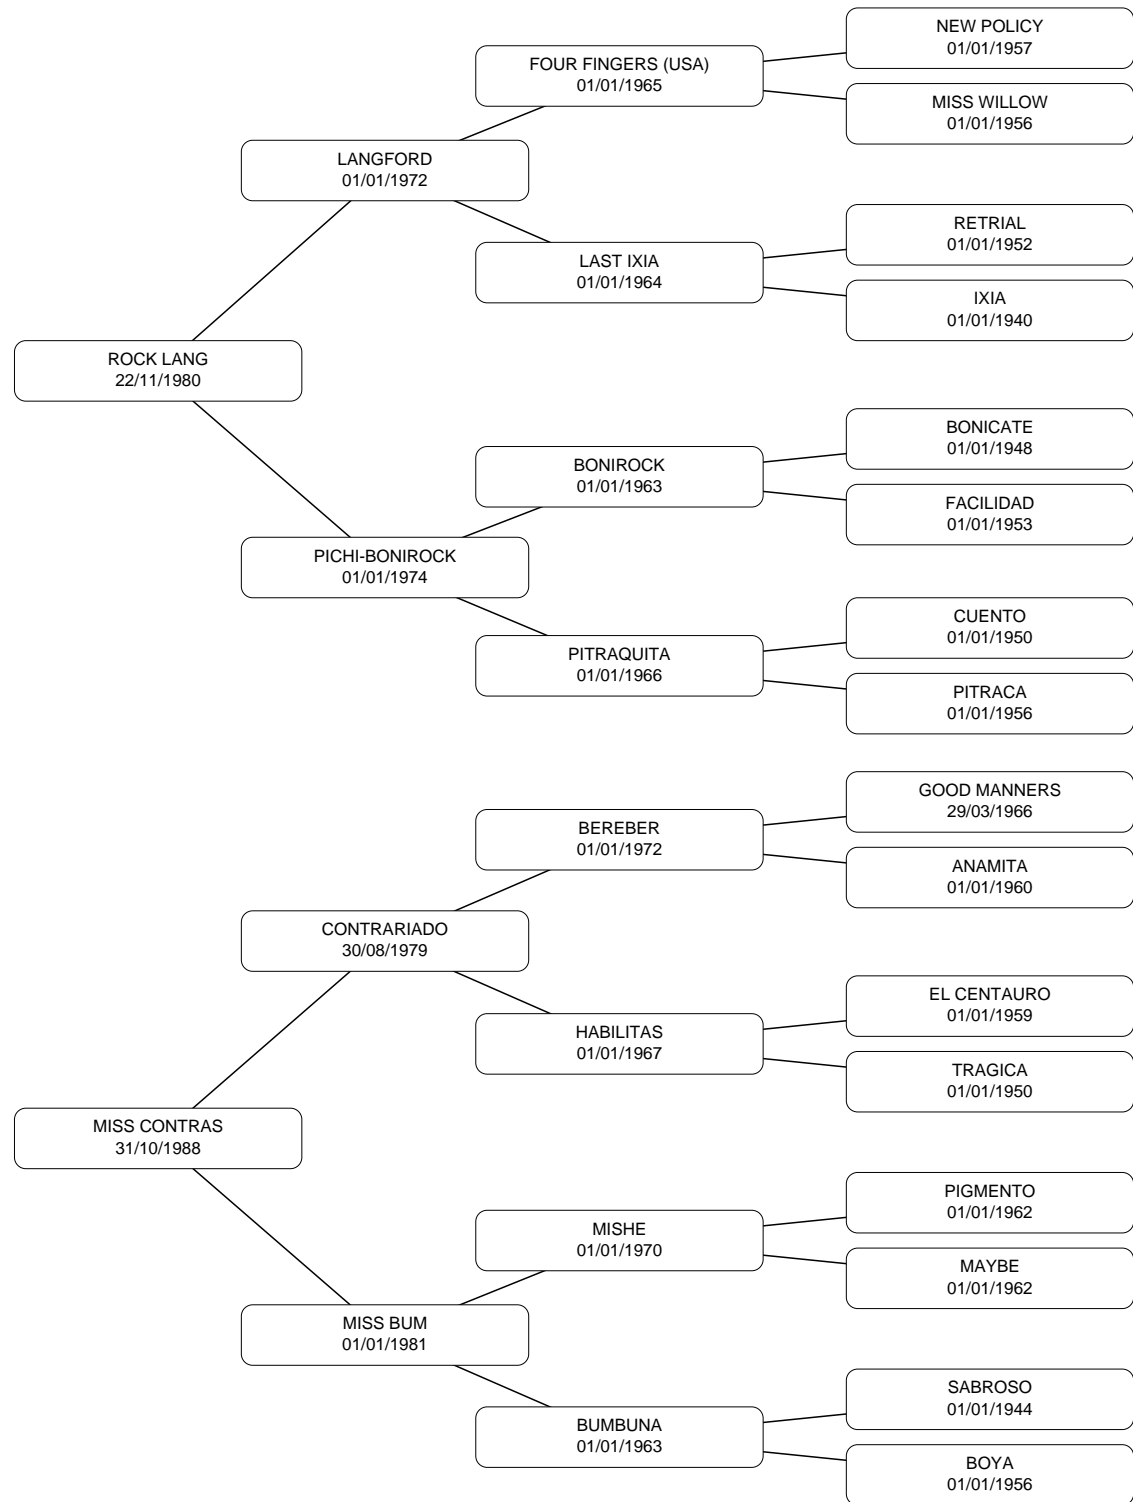 NEW POLICY
01/01/1957
FOUR FINGERS (USA)
01/01/1965
MISS WILLOW
01/01/1956
LANGFORD
01/01/1972
RETRIAL
01/01/1952
LAST IXIA
01/01/1964
IXIA
01/01/1940
ROCK LANG
22/11/1980
BONICATE
01/01/1948
BONIROCK
01/01/1963
FACILIDAD
01/01/1953
PICHI-BONIROCK
01/01/1974
CUENTO
01/01/1950
PITRAQUITA
01/01/1966
PITRACA
01/01/1956
GOOD MANNERS
29/03/1966
BEREBER
01/01/1972
ANAMITA
01/01/1960
CONTRARIADO
30/08/1979
EL CENTAURO
01/01/1959
HABILITAS
01/01/1967
TRAGICA
01/01/1950
MISS CONTRAS
31/10/1988
PIGMENTO
01/01/1962
MISHE
01/01/1970
MAYBE
01/01/1962
MISS BUM
01/01/1981
SABROSO
01/01/1944
BUMBUNA
01/01/1963
BOYA
01/01/1956